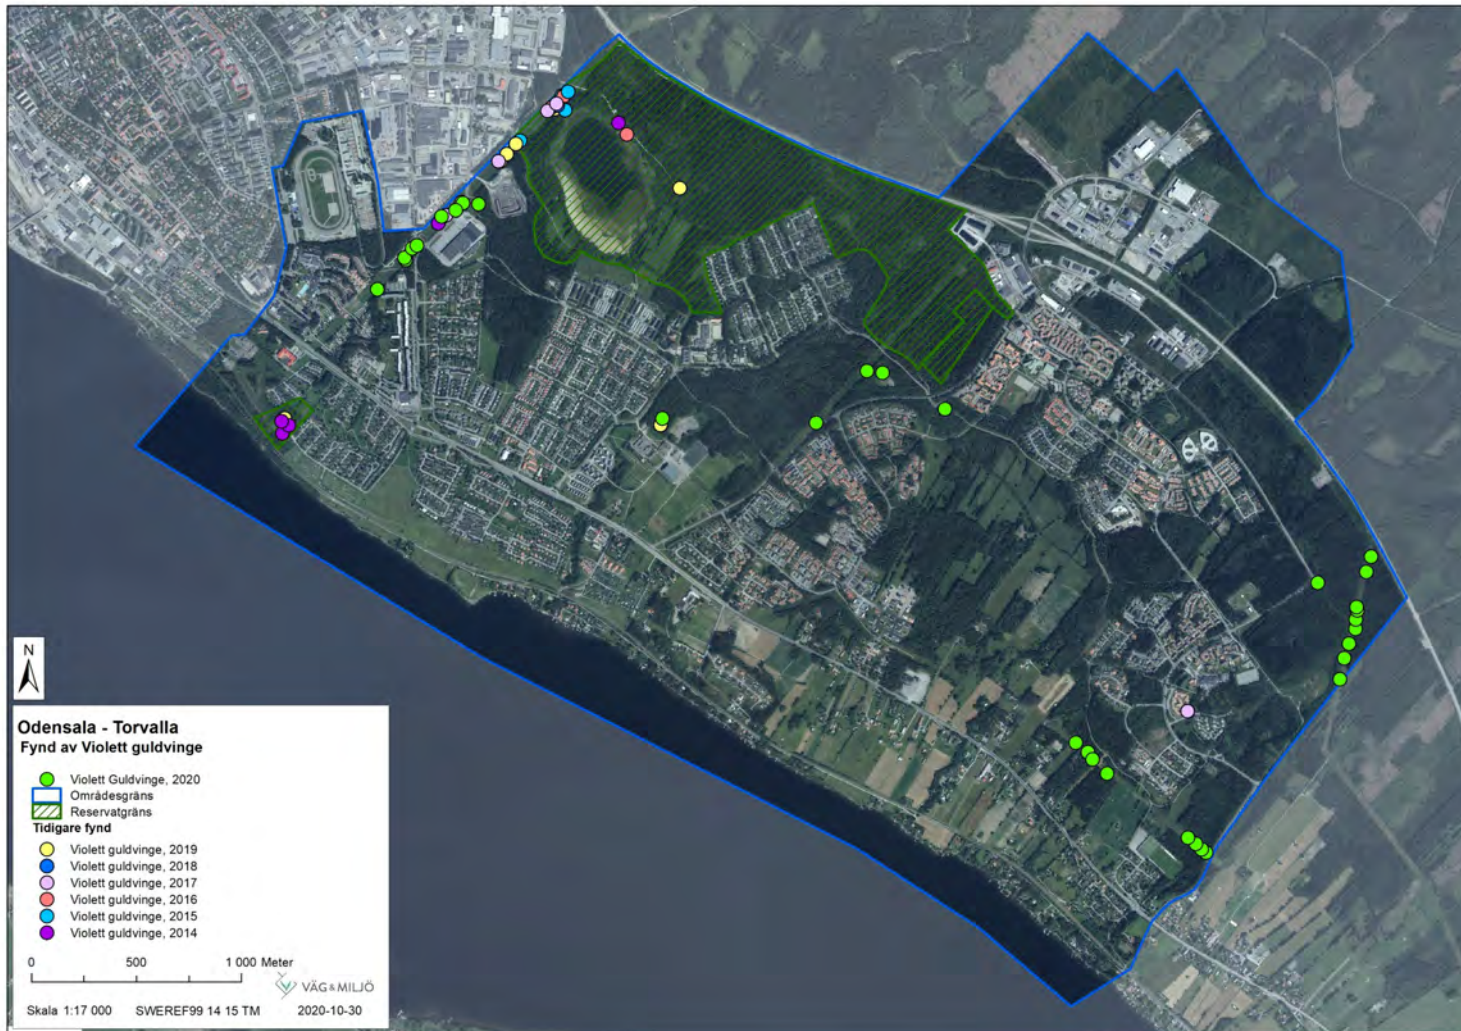 N
Odensala - Torvalla
Fynd av Violett guldvinge
Violett Guldvinge, 2020
Områdesgräns
Reservatgräns
Tidigare fynd
Violett guldvinge, 2019
Violett guldvinge, 2018
Violett guldvinge, 2017
Violett guldvinge, 2016
Violett guldvinge, 2015
Violett guldvinge, 2014
0 500 1 000 Meter
VÄG & MILJÖ
Skala 1:17 000 SWEREF99 14 15 TM 2020-10-30